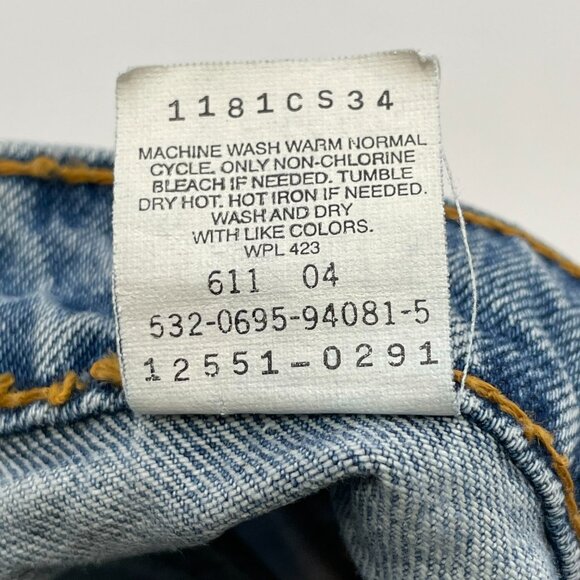 1181CS34
MACHINE WASH WARM NORMAL
CYCLE. ONLY NON-CHLORINE
BLEACH IF NEEDED. TUMBLE
DRY HOT. HOT IRON IF NEEDED.
WASH AND DRY
WITH LIKE COLORS.
WPL 423
611 04
532-0695-94081-5
12551-0291